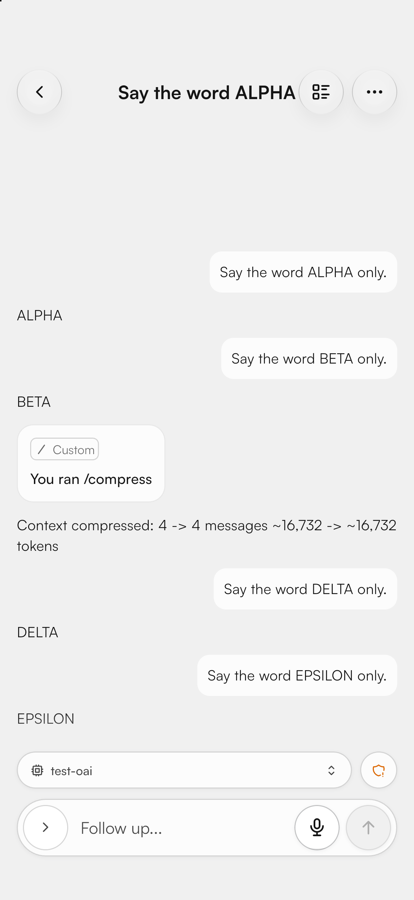 Say the word ALPHA
Say the word ALPHA only.
ALPHA
Say the word BETA only.
BETA
/ Custom
You ran /compress
Context compressed: 4 -> 4 messages ~16,732 -> ~16,732
tokens
Say the word DELTA only.
DELTA
Say the word EPSILON only.
EPSILON
test-oai
Follow up...